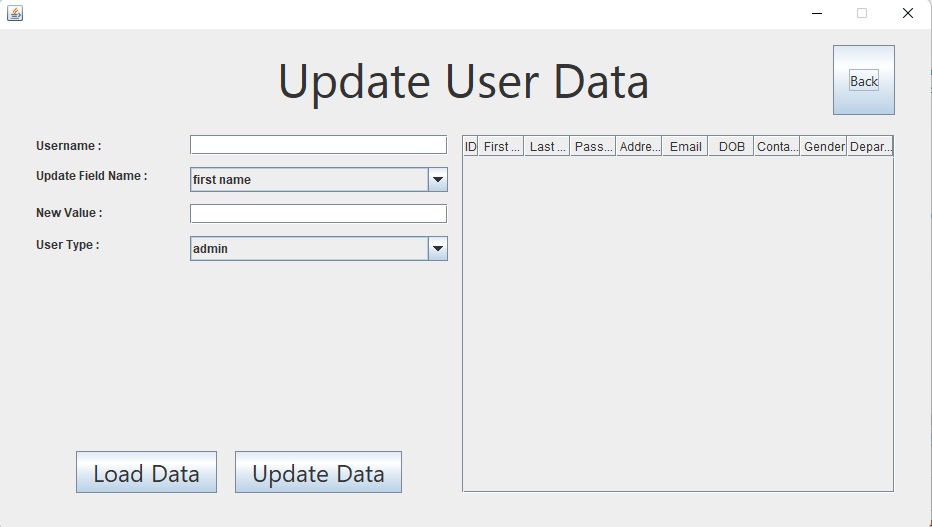 Update User Data
Back
Username :
Update Field Name :
first name
New Value :
User Type :
admin
ID First ... Last ... Pass... Addre... Email DOB Conta... Gender Depar...
Load Data
Update Data